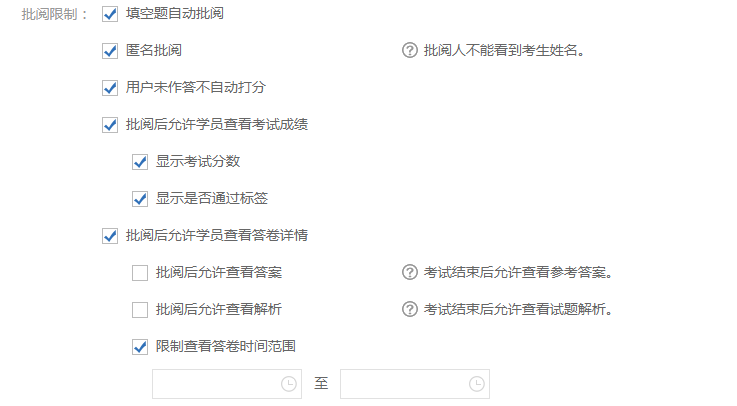 批阅限制： 填空题自动批阅
匿名批阅 ? 批阅人不能看到考生姓名。
用户未作答不自动打分
批阅后允许学员查看考试成绩
显示考试分数
显示是否通过标签
批阅后允许学员查看答卷详情
批阅后允许查看答案 ? 考试结束后允许查看参考答案。
批阅后允许查看解析 ? 考试结束后允许查看试题解析。
限制查看答卷时间范围
至